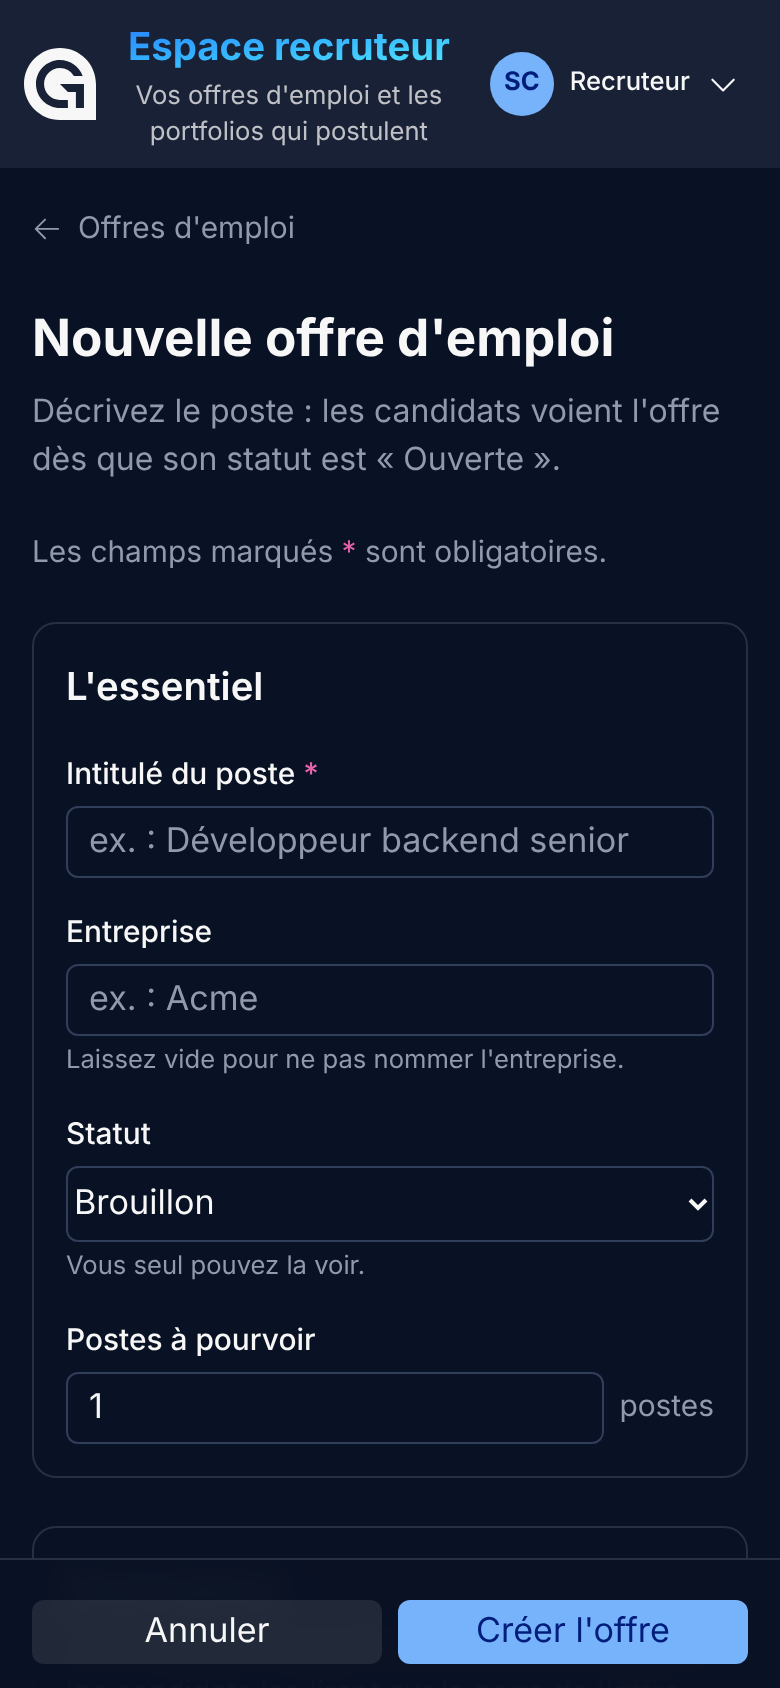 Espace recruteur
Vos offres d'emploi et les
portfolios qui postulent
SC
Recruteur
← Offres d'emploi
Nouvelle offre d'emploi
Décrivez le poste : les candidats voient l'offre
dès que son statut est « Ouverte ».
Les champs marqués * sont obligatoires.
L'essentiel
Intitulé du poste *
ex. : Développeur backend senior
Entreprise
ex. : Acme
Laissez vide pour ne pas nommer l'entreprise.
Statut
Brouillon
Vous seul pouvez la voir.
Postes à pourvoir
1 postes
Annuler
Créer l'offre